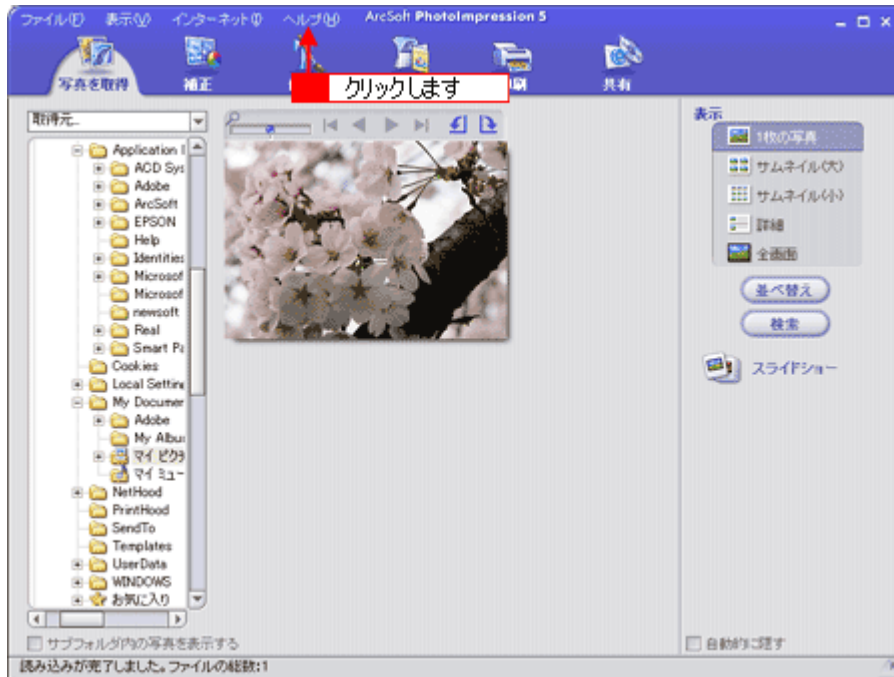 ファイル(F) 表示(V) インターネット(I) ヘルプ(H) ArcSoft PhotoImpression 5
写真を取得 補正 印刷 共有
クリックします
取得元...
表示
1枚の写真
サムネイル(大)
サムネイル(小)
詳細
全画面
並べ替え
検索
スライドショー
Application
ACD Sys
Adobe
ArcSoft
EPSON
Help
Identities
Microsof
Microsof
newsoft
Real
Smart Pa
Cookies
Local Setting
My Documen
Adobe
My Albu
マイ ピクチ
マイ ミュー
NetHood
PrintHood
SendTo
Templates
UserData
WINDOWS
お気に入り
サブフォルダ内の写真を表示する
自動的に隠す
読み込みが完了しました。ファイルの総数:1